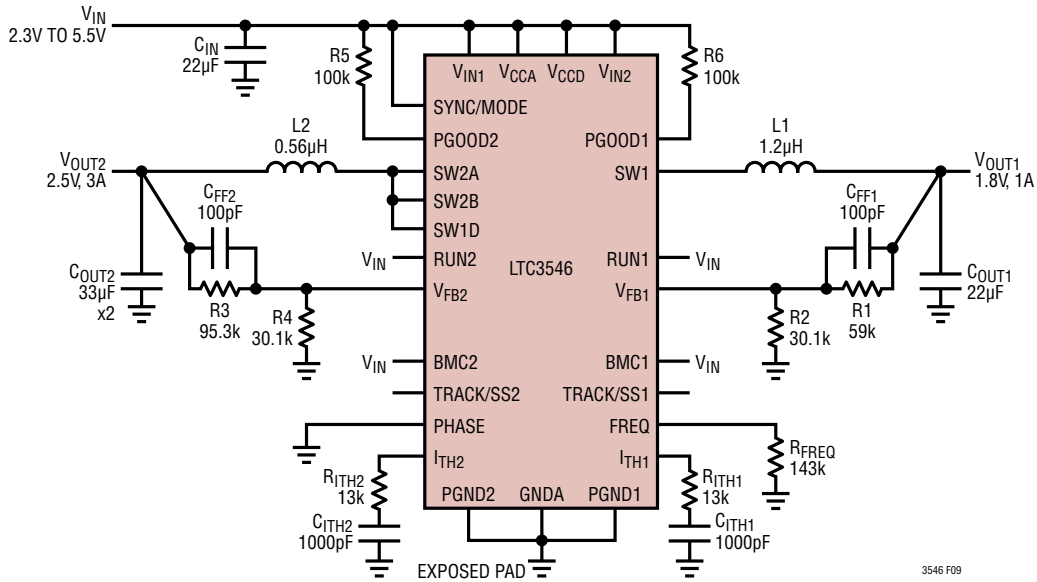 VIN
2.3V TO 5.5V
CIN
22µF
R5
100k
R6
100k
VIN1
VCCA
VCCD
VIN2
SYNC/MODE
PGOOD2
PGOOD1
L2
0.56µH
L1
1.2µH
VOUT2
2.5V, 3A
SW2A
SW1
VOUT1
1.8V, 1A
CFF2
100pF
SW2B
CFF1
100pF
SW1D
VIN
RUN2
LTC3546
RUN1
VIN
COUT2
33µF
x2
R3
95.3k
R4
30.1k
VFB2
VFB1
R2
30.1k
R1
59k
COUT1
22µF
VIN
BMC2
BMC1
VIN
TRACK/SS2
TRACK/SS1
PHASE
FREQ
RFREQ
143k
ITH2
ITH1
RITH2
13k
RITH1
13k
PGND2
GNDA
PGND1
CITH2
1000pF
CITH1
1000pF
EXPOSED PAD
3546 F09